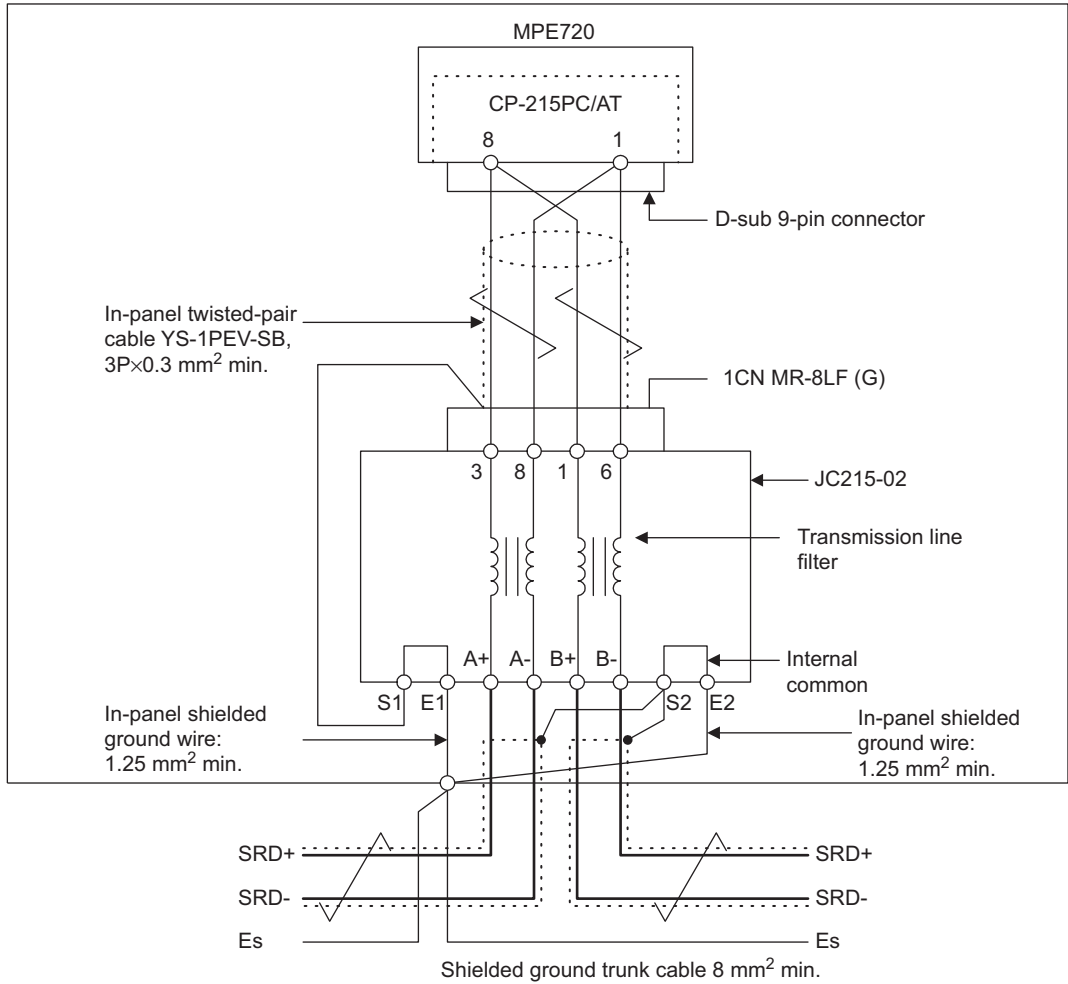 MPE720
CP-215PC/AT
8 1
D-sub 9-pin connector
In-panel twisted-pair
cable YS-1PEV-SB,
3P×0.3 mm² min.
1CN MR-8LF (G)
3 8 1 6
JC215-02
Transmission line
filter
A+ A- B+ B-
Internal
common
S1 E1 S2 E2
In-panel shielded
ground wire:
1.25 mm² min.
In-panel shielded
ground wire:
1.25 mm² min.
SRD+ SRD+
SRD- SRD-
Es Es
Shielded ground trunk cable 8 mm² min.